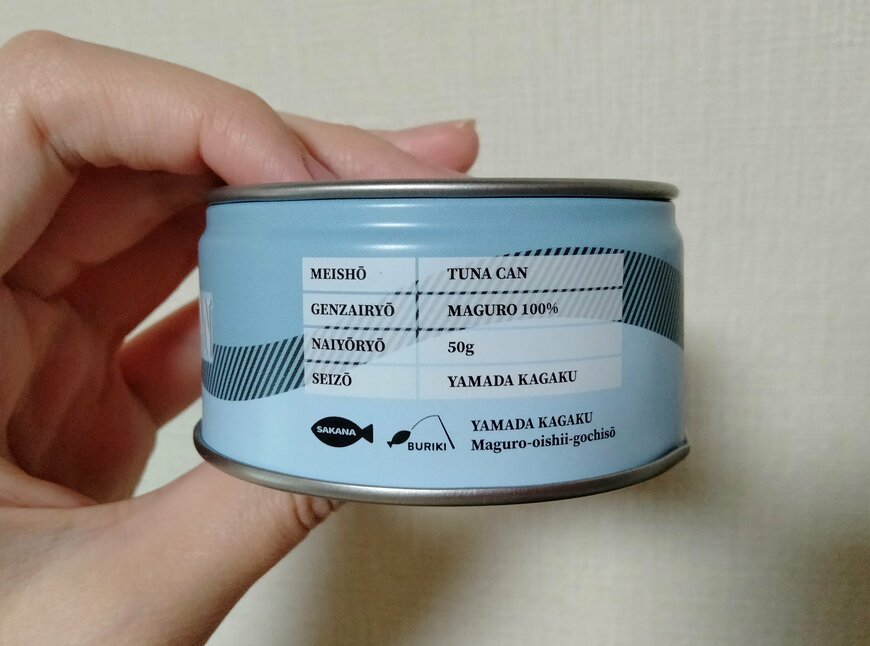 MEISHŌ TUNA CAN
GENZAIRYŌ MAGURO 100%
NAIYŌRYŌ 50g
SEIZŌ YAMADA KAGAKU
SAKANA
BURIKI
YAMADA KAGAKU
Maguro-oishii-gochisō